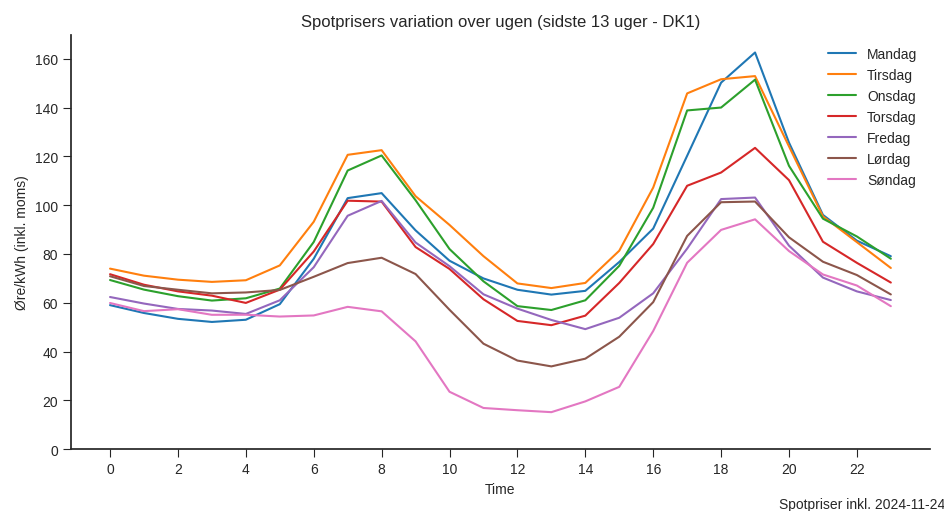 Spotprisers variation over ugen (sidste 13 uger - DK1)
Øre/kWh (inkl. moms)
160
140
120
100
80
60
40
20
0
Mandag
Tirsdag
Onsdag
Torsdag
Fredag
Lørdag
Søndag
0 2 4 6 8 10 12 14 16 18 20 22
Time
Spotpriser inkl. 2024-11-24